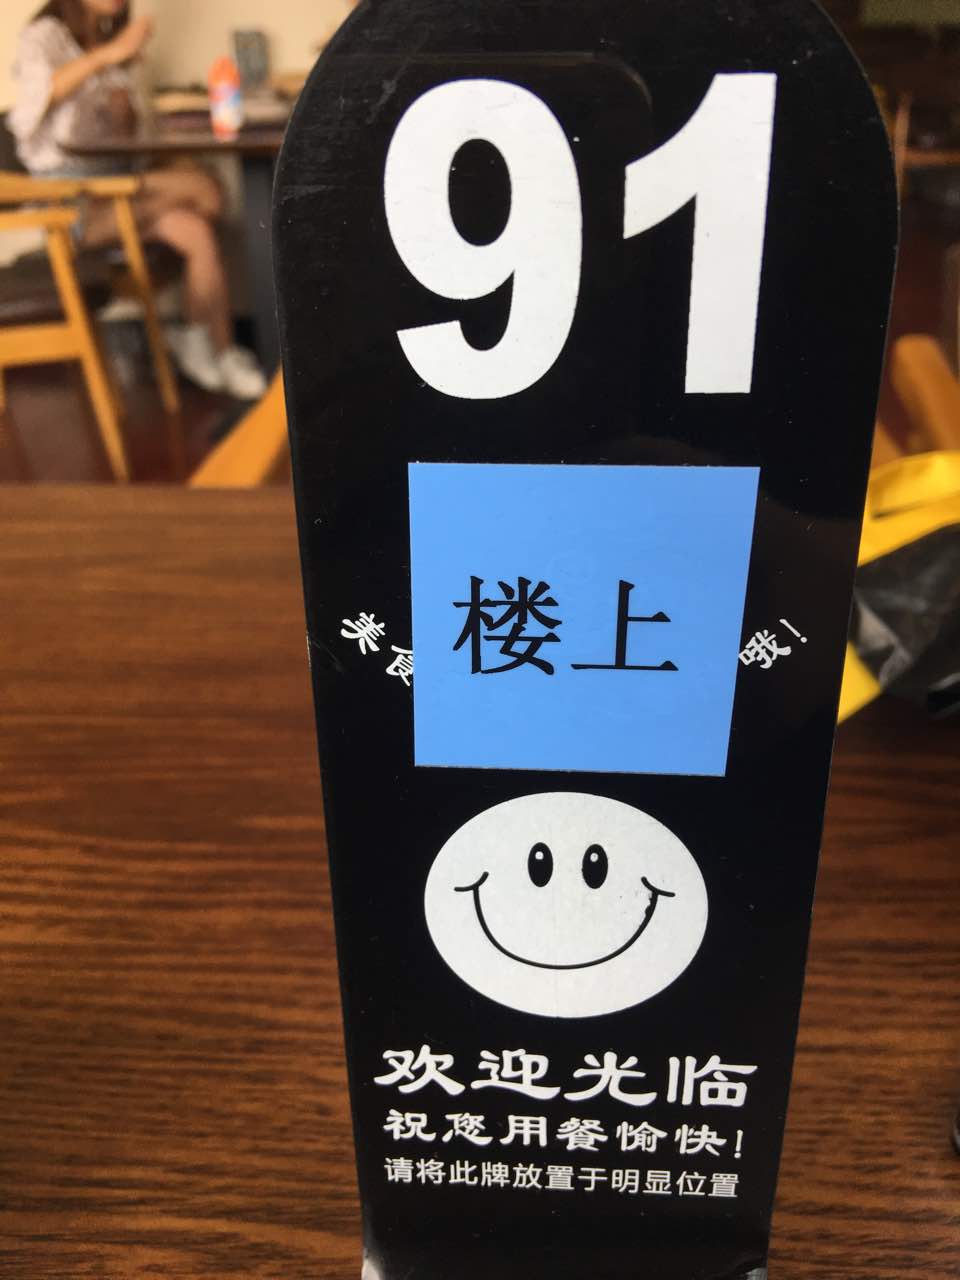 91
楼上
美食
哦!
欢迎光临
祝您用餐愉快!
请将此牌放置于明显位置